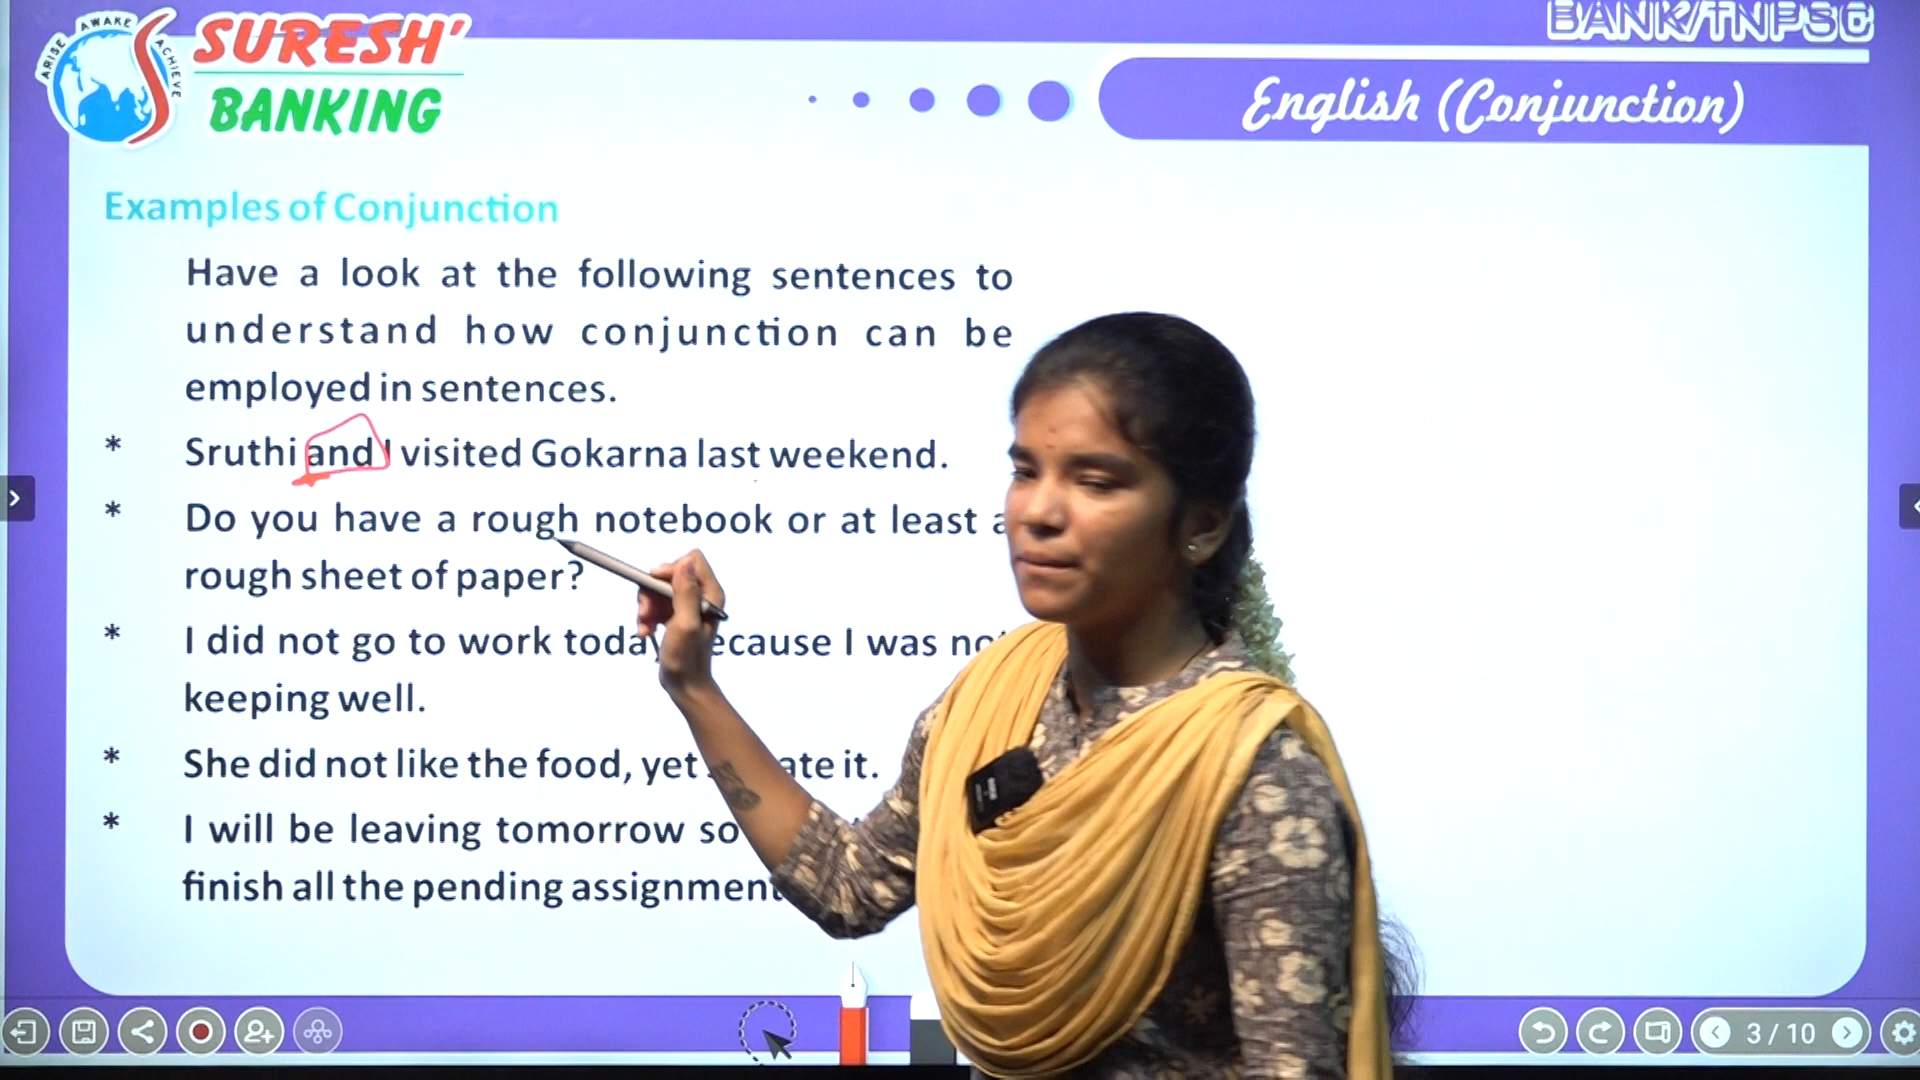 ARISE AWAKE ACHIEVE
SURESH'
BANKING
BANK/TNPSC
English (Conjunction)
Examples of Conjunction
Have a look at the following sentences to
understand how conjunction can be
employed in sentences.
* Sruthi and I visited Gokarna last weekend.
* Do you have a rough notebook or at least a
rough sheet of paper?
* I did not go to work today because I was not
keeping well.
* She did not like the food, yet ate it.
* I will be leaving tomorrow so
finish all the pending
3 / 10